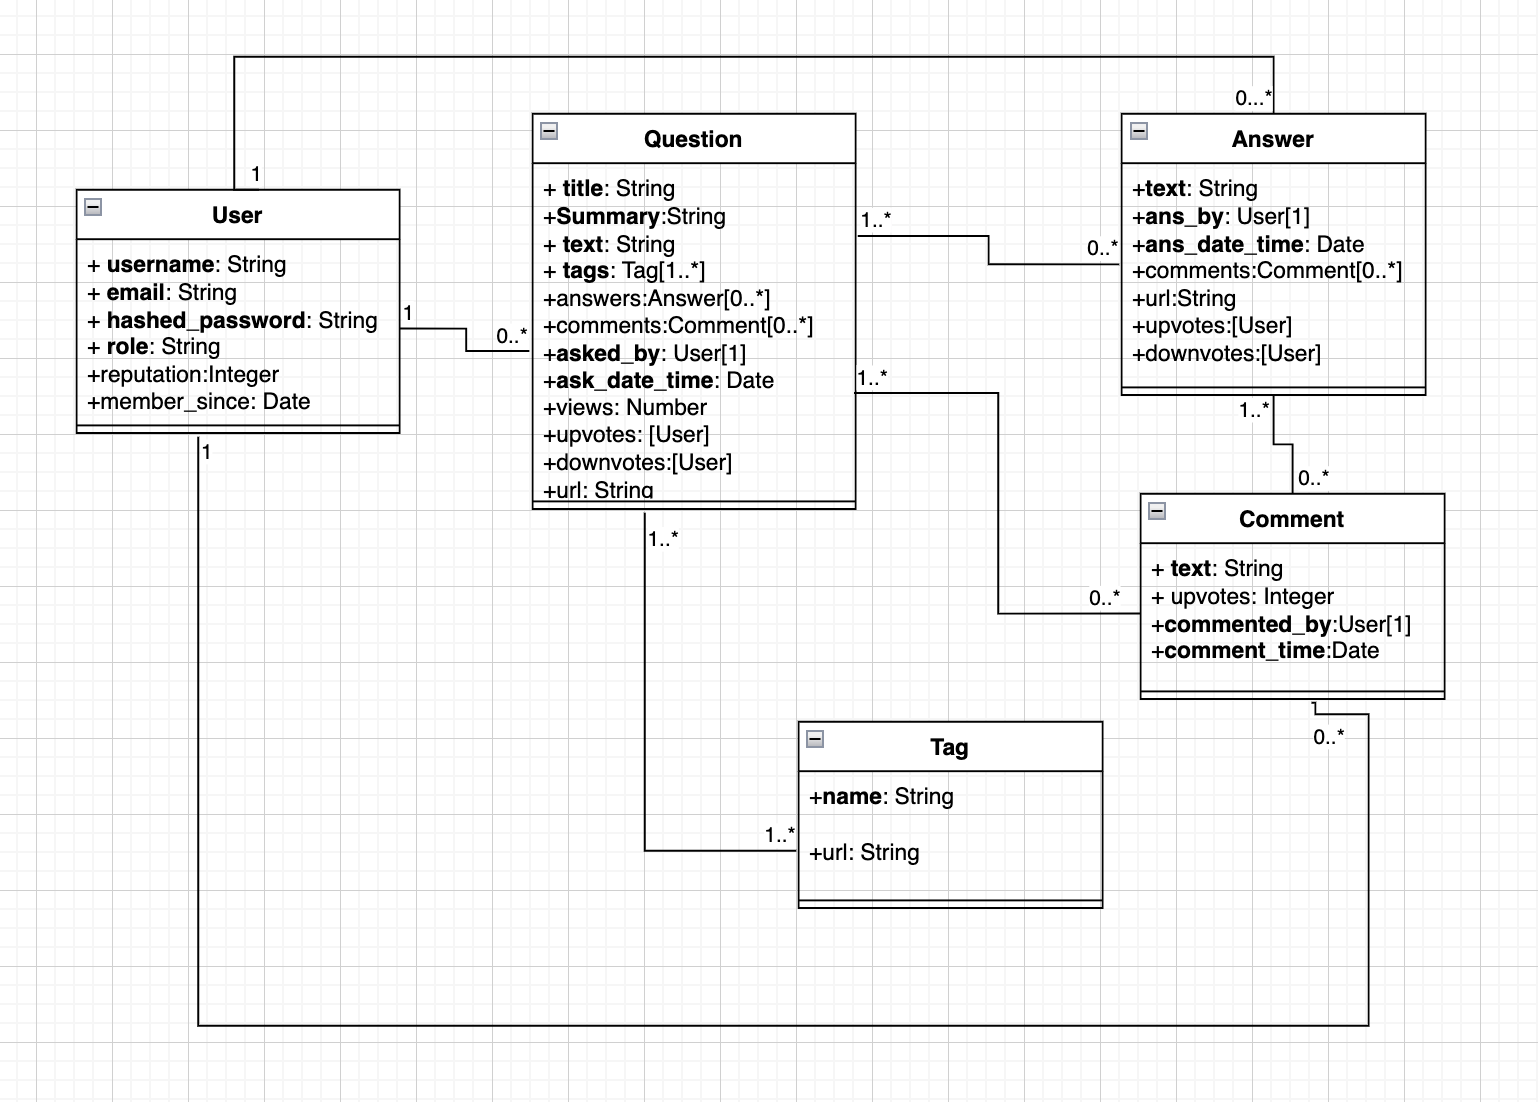 0...*
Question
Answer
1
+ title: String
+text: String
User
+Summary:String
1..*
+ans_by: User[1]
+ text: String
0..*
+ans_date_time: Date
+ username: String
+ tags: Tag[1..*]
+comments:Comment[0..*]
+ email: String
+answers:Answer[0..*]
+url:String
+ hashed_password: String
1
+comments:Comment[0..*]
+upvotes:[User]
+ role: String
0..*
+asked_by: User[1]
+downvotes:[User]
+reputation:Integer
+ask_date_time: Date
1..*
+member_since: Date
+views: Number
1..*
+upvotes: [User]
1
+downvotes:[User]
0..*
+url: String
Comment
1..*
+ text: String
+ upvotes: Integer
0..*
+commented_by:User[1]
+comment_time:Date
Tag
0..*
+name: String
1..*
+url: String